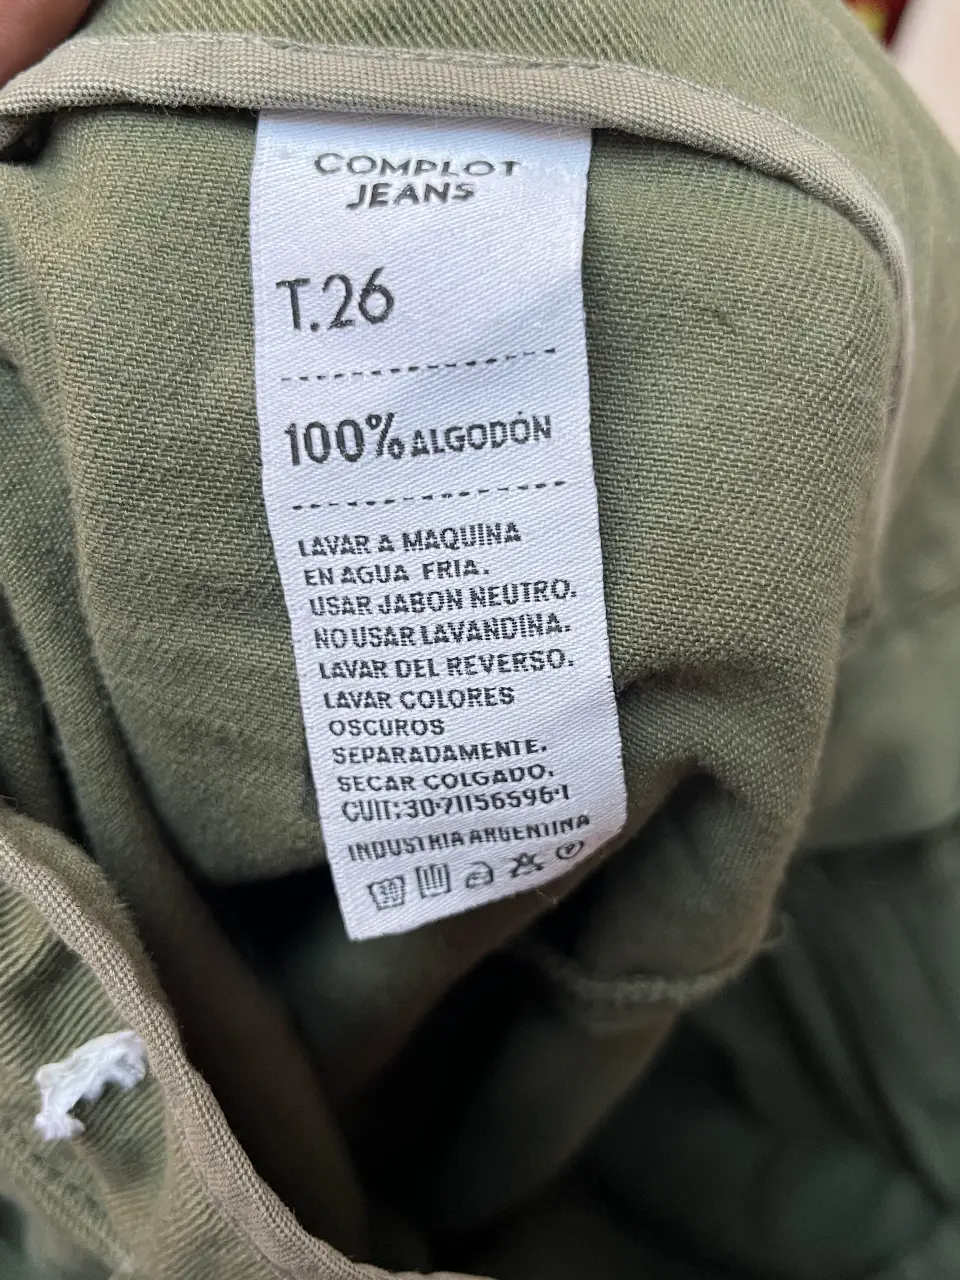 COMPLOT
JEANS
T.26
100% ALGODÓN
LAVAR A MAQUINA
EN AGUA FRIA.
USAR JABON NEUTRO.
NO USAR LAVANDINA.
LAVAR DEL REVERSO.
LAVAR COLORES
OSCUROS
SEPARADAMENTE.
SECAR COLGADO.
CUIT:30-71156596-1
INDUSTRIA ARGENTINA
30
P